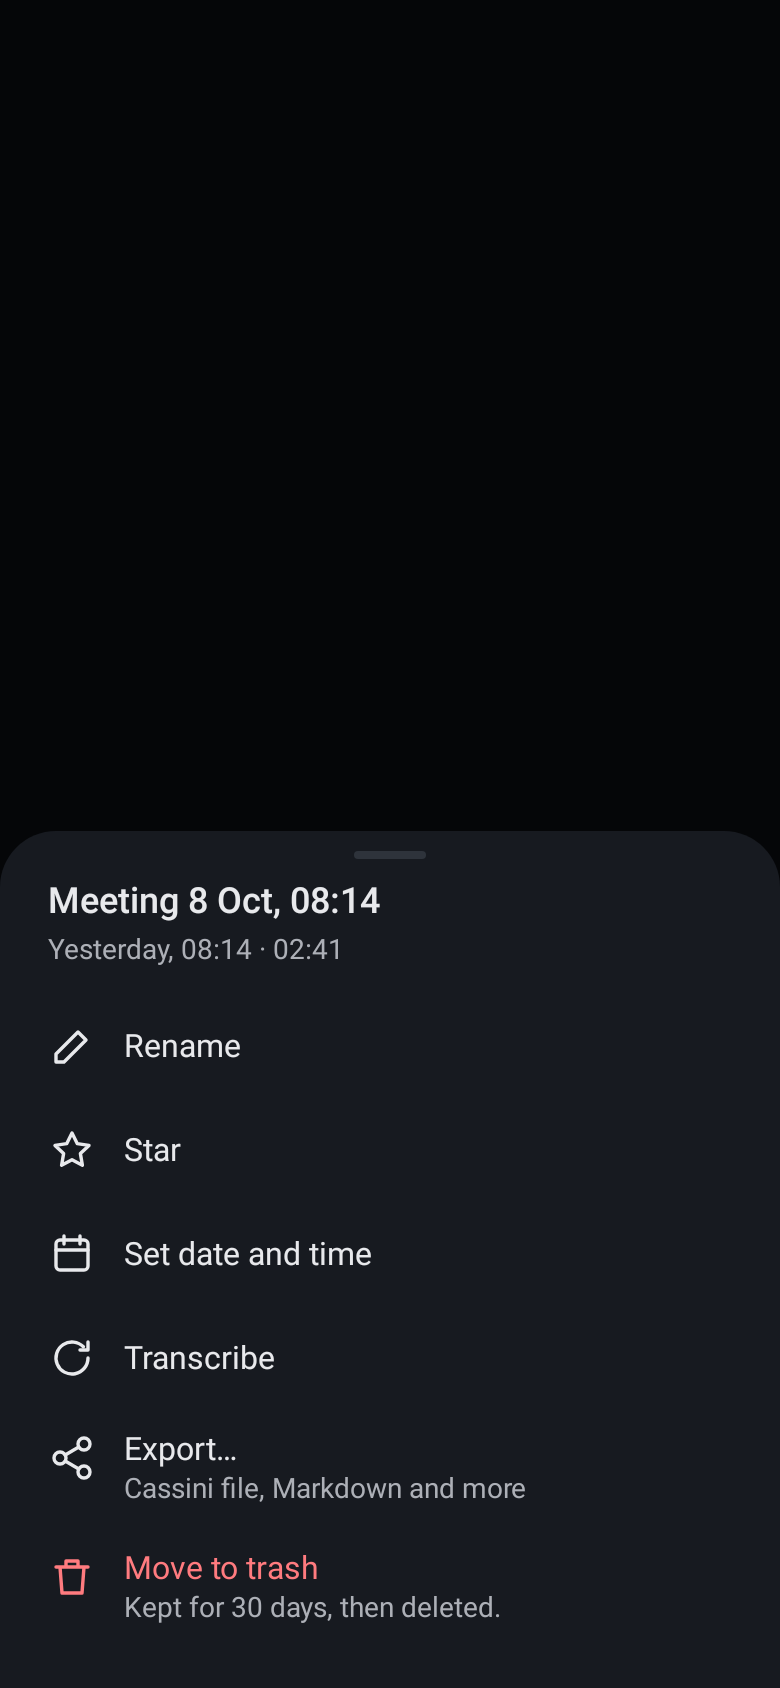 Meeting 8 Oct, 08:14
Yesterday, 08:14 · 02:41
Rename
Star
Set date and time
Transcribe
Export…
Cassini file, Markdown and more
Move to trash
Kept for 30 days, then deleted.